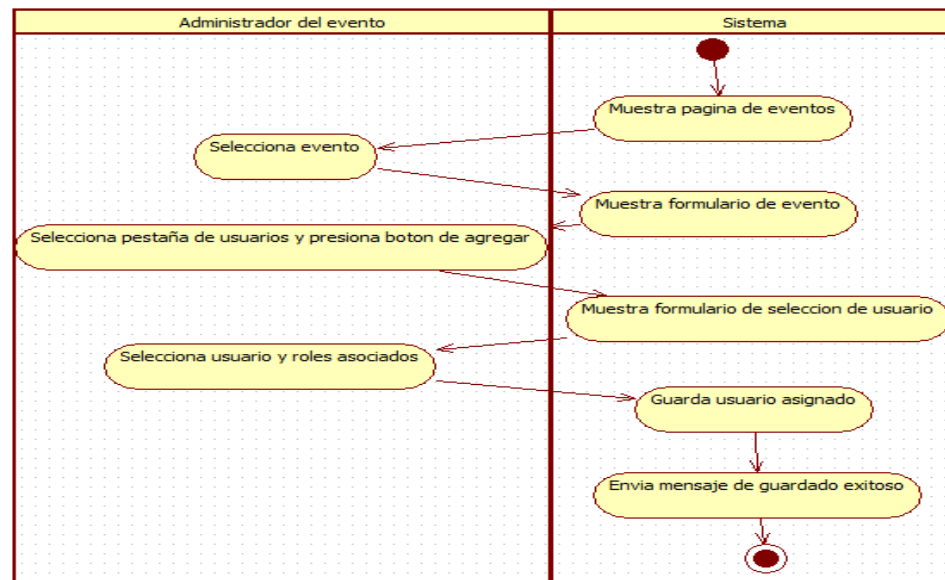 Administrador del evento
Sistema
Muestra pagina de eventos
Selecciona evento
Muestra formulario de evento
Selecciona pestaña de usuarios y presiona boton de agregar
Muestra formulario de seleccion de usuario
Selecciona usuario y roles asociados
Guarda usuario asignado
Envia mensaje de guardado exitoso